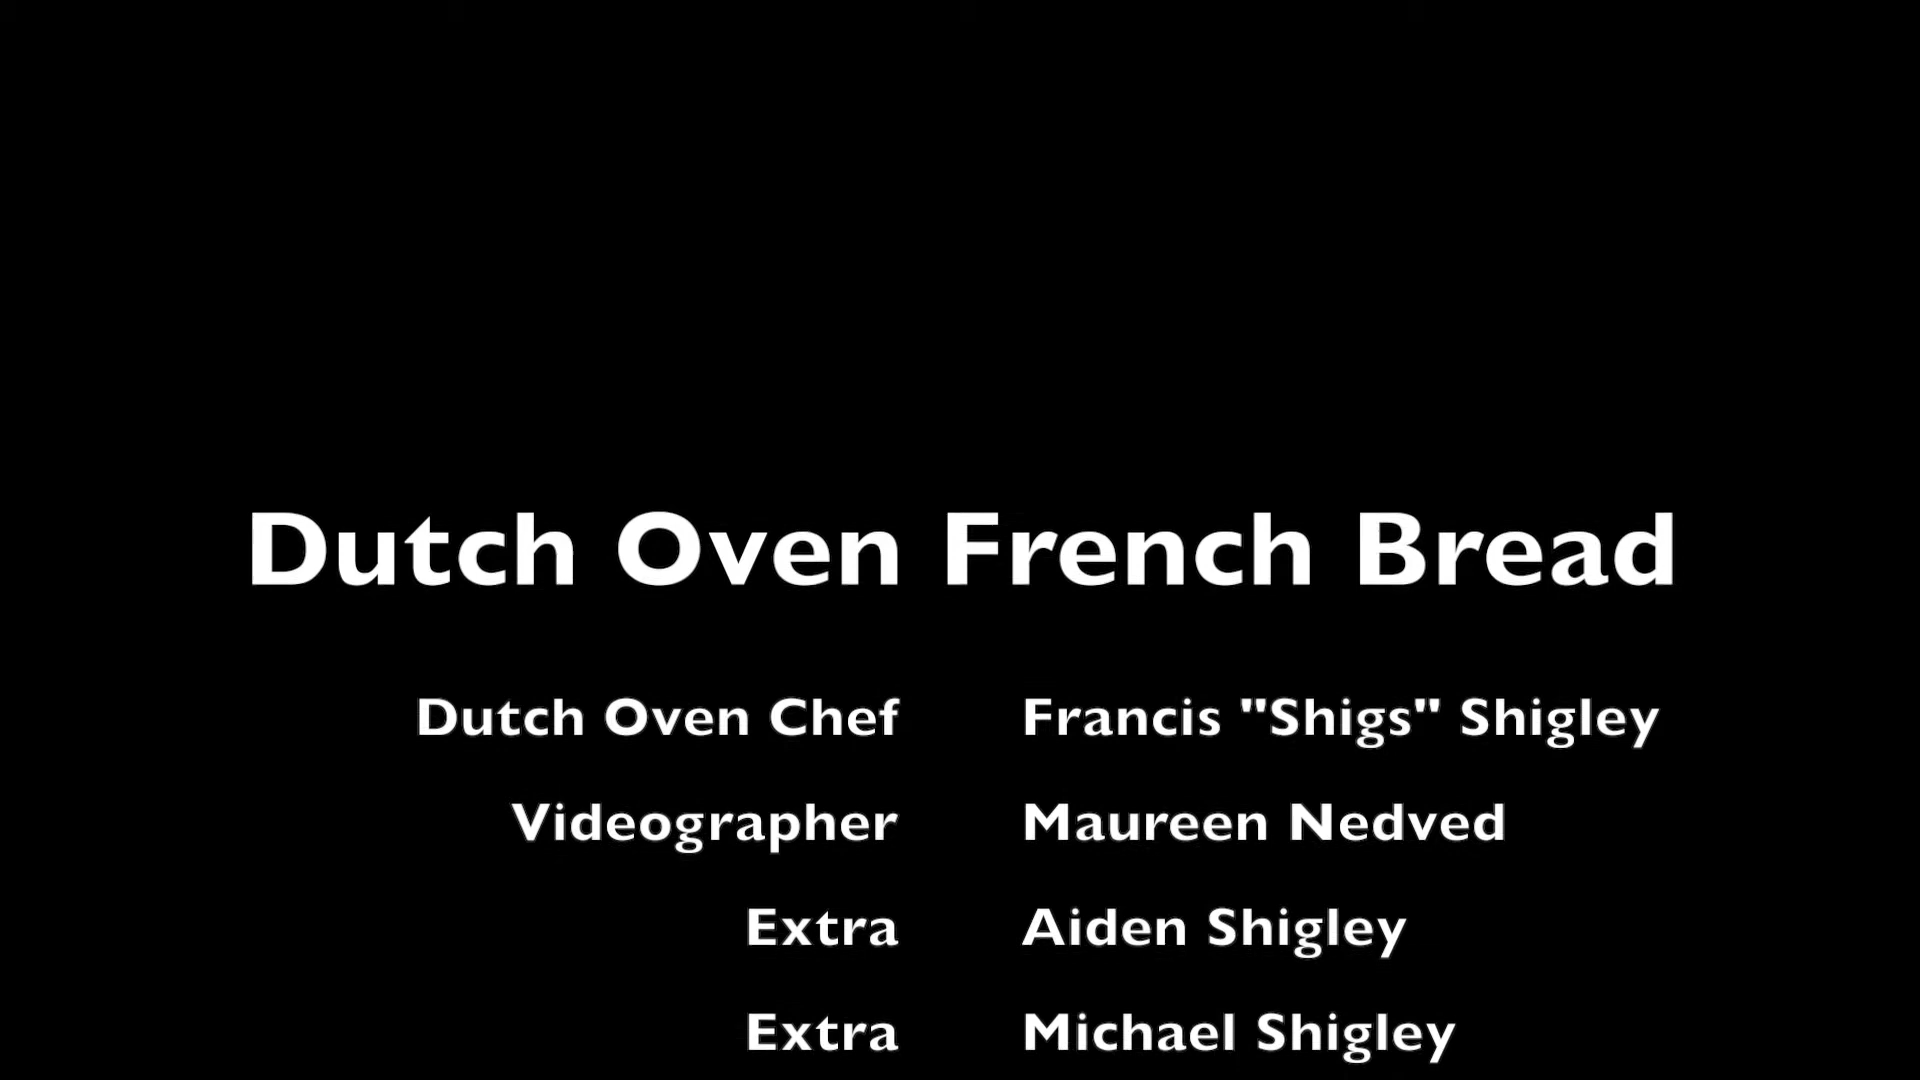 Dutch Oven French Bread
Dutch Oven Chef Francis "Shigs" Shigley
Videographer Maureen Nedved
Extra Aiden Shigley
Extra Michael Shigley